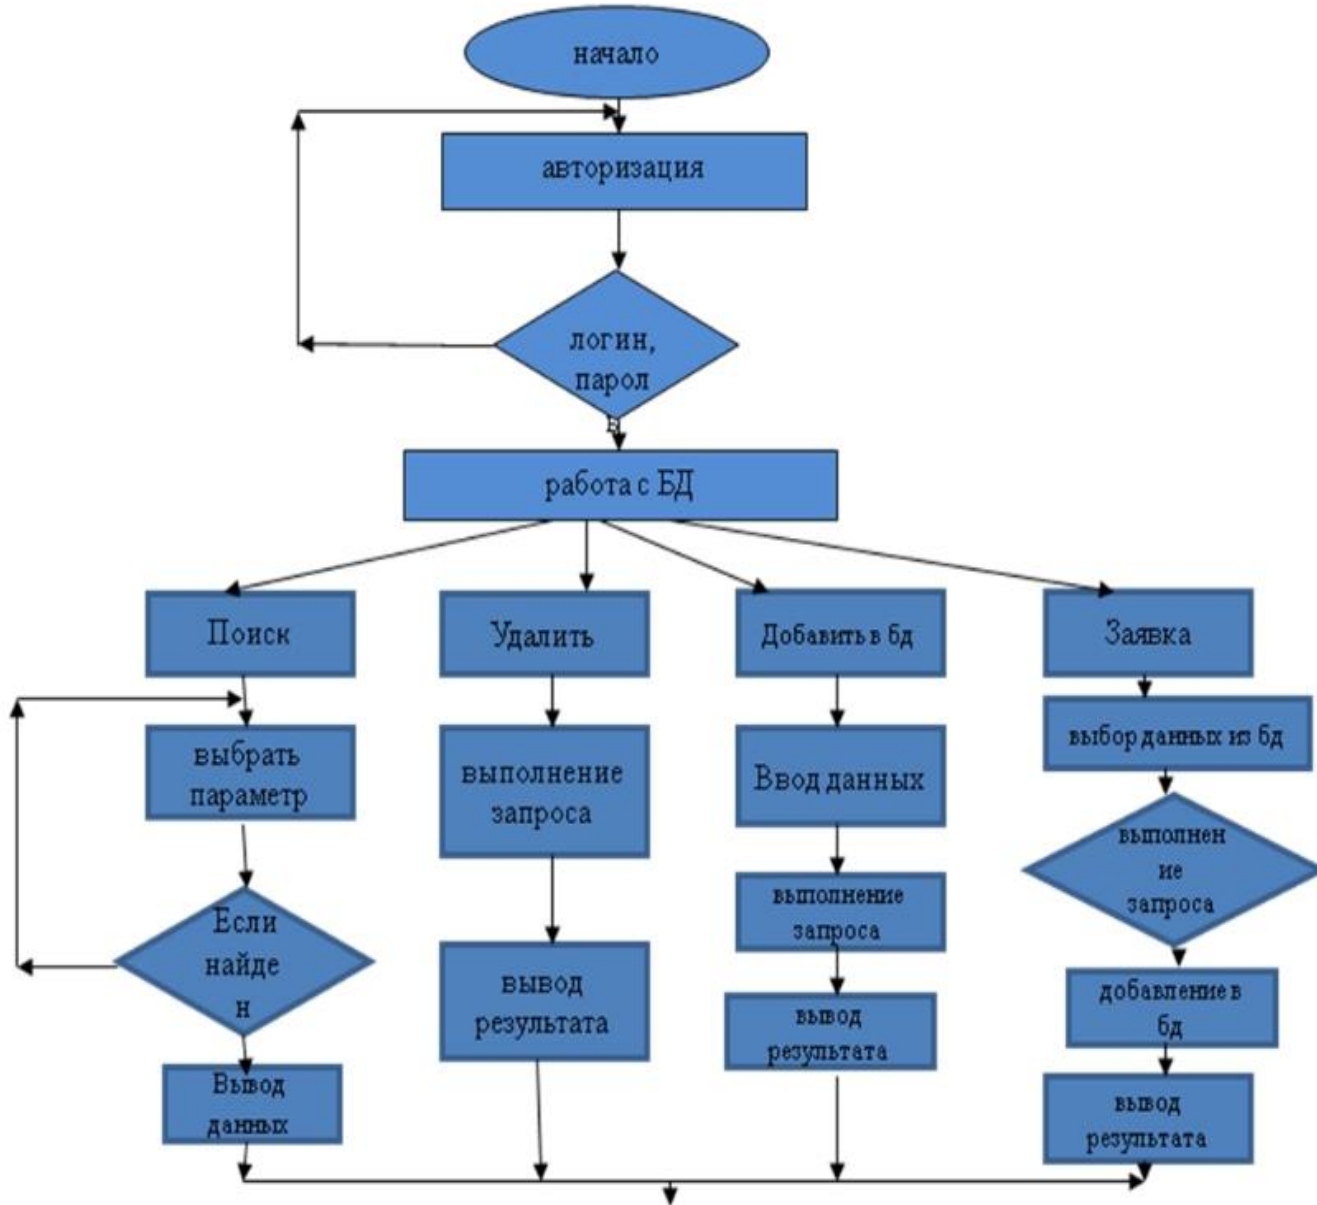 начало
авторизация
логин,
парол
работа с БД
Поиск
Удалить
Добавить в бд
Заявка
выбрать
параметр
выполнение
запроса
Ввод данных
выбор данных из бд
выполнен
ие
запроса
выполнение
запроса
Если
найде
н
вывод
результата
вывод
результата
добавление в
бд
Вывод
данных
вывод
результата